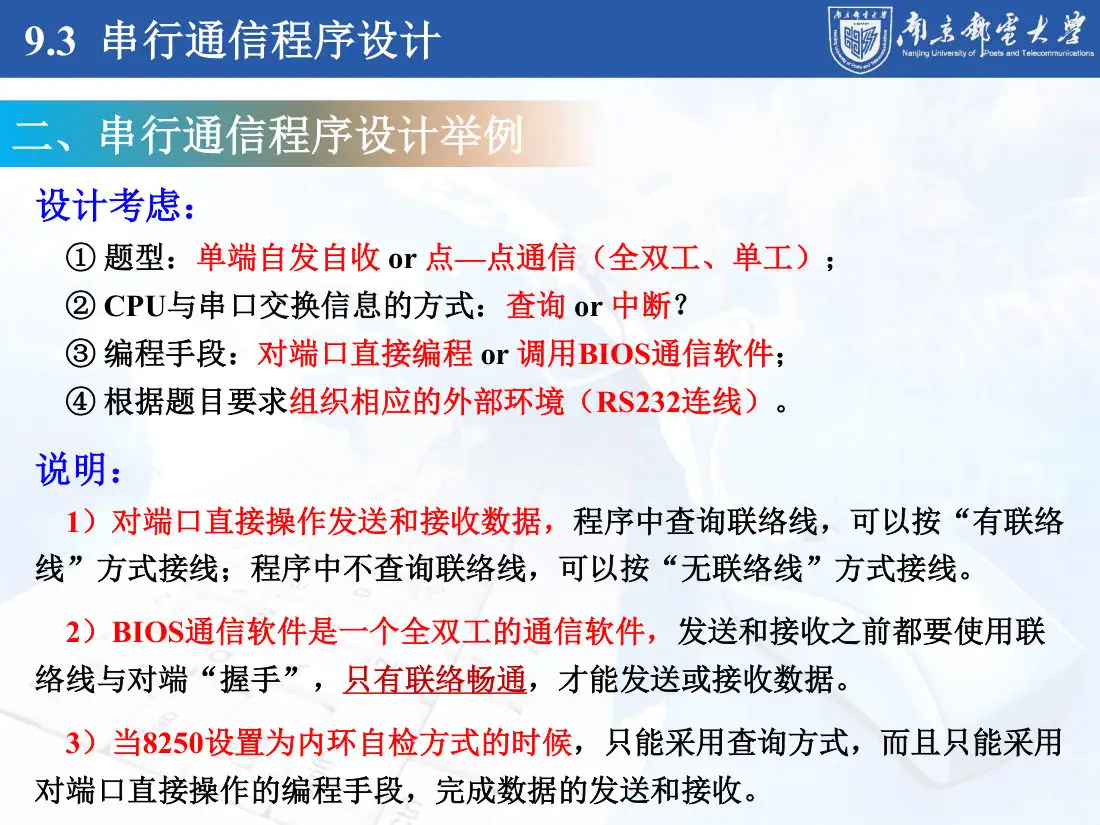 9.3 串行通信程序设计
南京邮电大学
南京郵電大学
Nanjing University of Posts and Telecommunications
二、串行通信程序设计举例
设计考虑：
① 题型：单端自发自收 or 点—点通信（全双工、单工）;
② CPU与串口交换信息的方式：查询 or 中断?
③ 编程手段：对端口直接编程 or 调用BIOS通信软件;
④ 根据题目要求组织相应的外部环境（RS232连线）。
说明：
1）对端口直接操作发送和接收数据，程序中查询联络线，可以按“有联络
线”方式接线；程序中不查询联络线，可以按“无联络线”方式接线。
2）BIOS通信软件是一个全双工的通信软件，发送和接收之前都要使用联
络线与对端“握手”，只有联络畅通，才能发送或接收数据。
3）当8250设置为内环自检方式的时候，只能采用查询方式，而且只能采用
对端口直接操作的编程手段，完成数据的发送和接收。